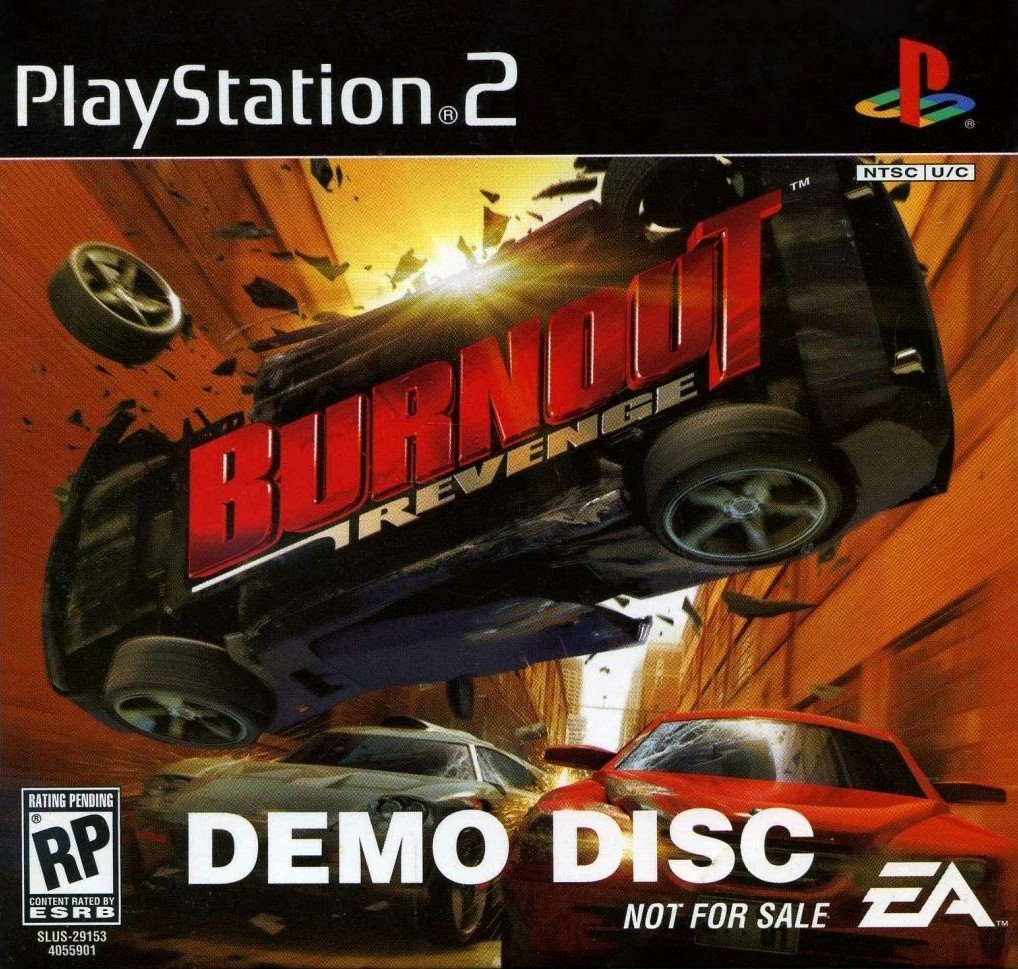 PlayStation®2
®
NTSC U/C
BURNOUT™
REVENGE
RATING PENDING
®
RP
CONTENT RATED BY
ESRB
SLUS-29153
4055901
DEMO DISC
NOT FOR SALE
EA™